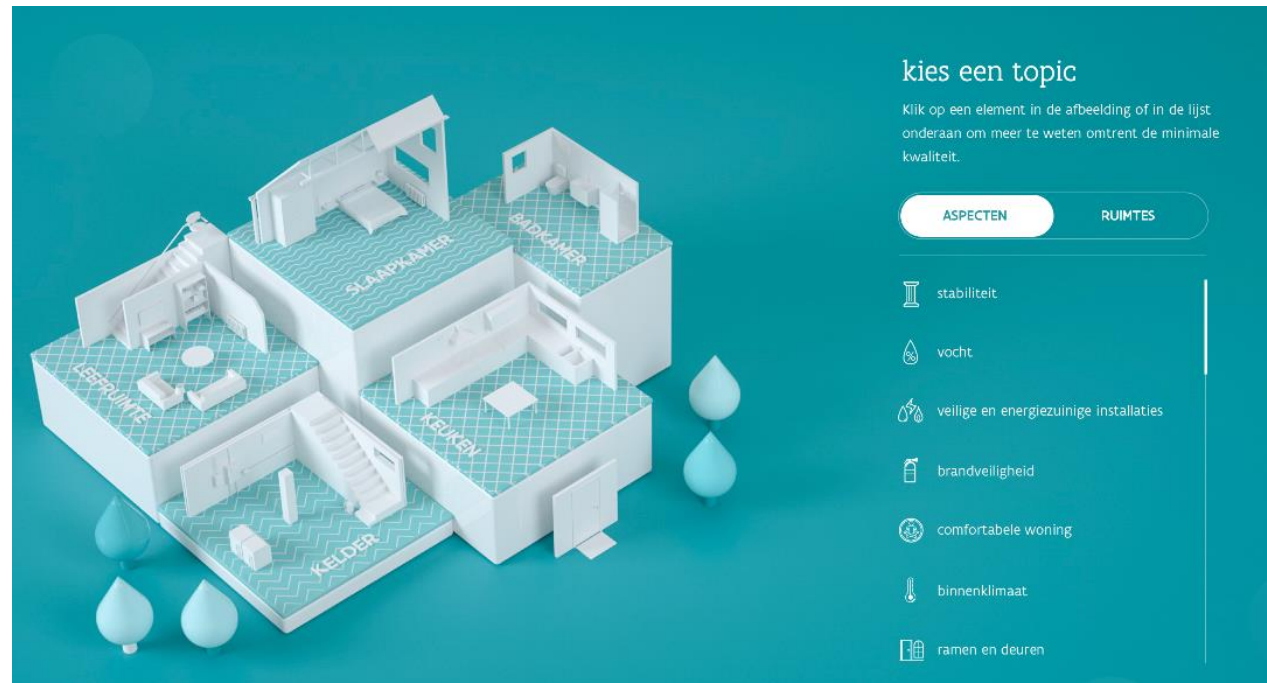 kies een topic
Klik op een element in de afbeelding of in de lijst
onderaan om meer te weten omtrent de minimale
kwaliteit.
ASPECTEN
RUIMTES
stabiliteit
vocht
veilige en energiezuinige installaties
brandveiligheid
comfortabele woning
binnenklimaat
ramen en deuren
BADKAMER
SLAAPKAMER
LEEFRUIMTE
KEUKEN
KELDER